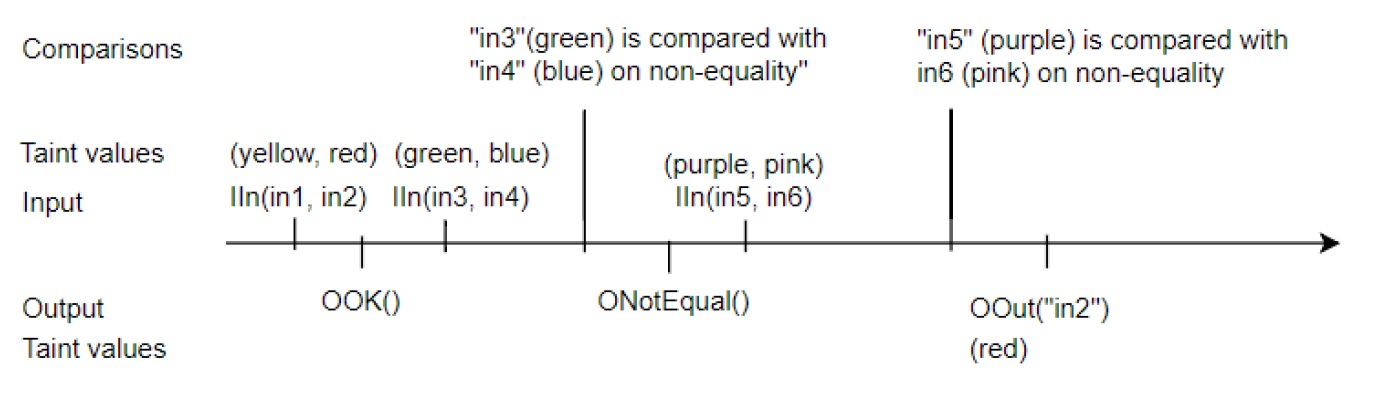 "in3"(green) is compared with
"in4" (blue) on non-equality"
"in5" (purple) is compared with
in6 (pink) on non-equality
Comparisons
Taint values
(yellow, red)
(green, blue)
(purple, pink)
Input
IIn(in1, in2)
IIn(in3, in4)
IIn(in5, in6)
Output
OOK()
ONotEqual()
OOut("in2")
Taint values
(red)